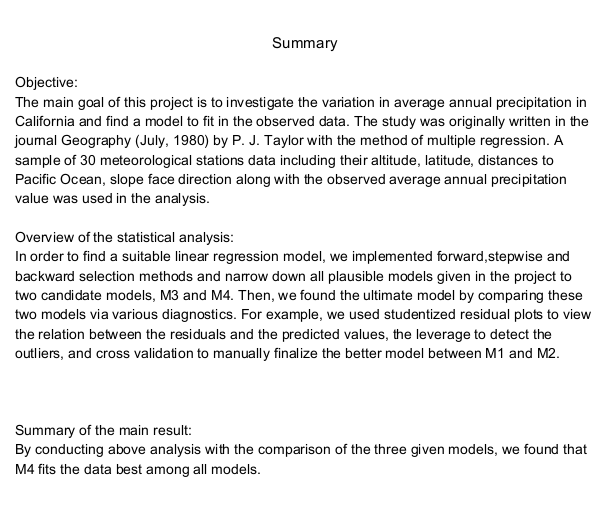 Summary
Objective:
The main goal of this project is to investigate the variation in average annual precipitation in
California and find a model to fit in the observed data. The study was originally written in the
journal Geography (July, 1980) by P. J. Taylor with the method of multiple regression. A
sample of 30 meteorological stations data including their altitude, latitude, distances to
Pacific Ocean, slope face direction along with the observed average annual precipitation
value was used in the analysis.
Overview of the statistical analysis:
In order to find a suitable linear regression model, we implemented forward,stepwise and
backward selection methods and narrow down all plausible models given in the project to
two candidate models, M3 and M4. Then, we found the ultimate model by comparing these
two models via various diagnostics. For example, we used studentized residual plots to view
the relation between the residuals and the predicted values, the leverage to detect the
outliers, and cross validation to manually finalize the better model between M1 and M2.
Summary of the main result:
By conducting above analysis with the comparison of the three given models, we found that
M4 fits the data best among all models.